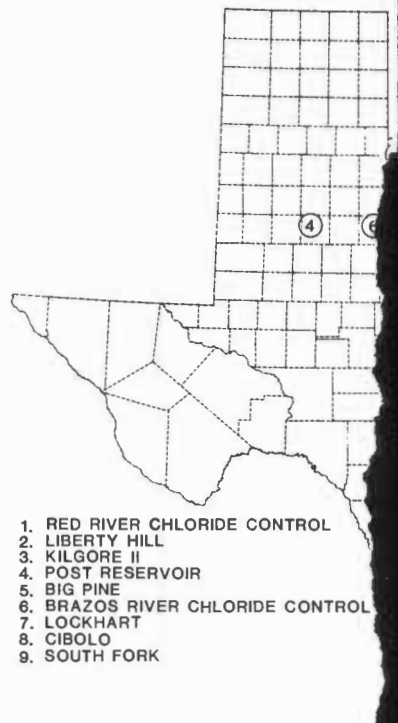 4
6
1. RED RIVER CHLORIDE CONTROL
2. LIBERTY HILL
3. KILGORE II
4. POST RESERVOIR
5. BIG PINE
6. BRAZOS RIVER CHLORIDE CONTROL
7. LOCKHART
8. CIBOLO
9. SOUTH FORK